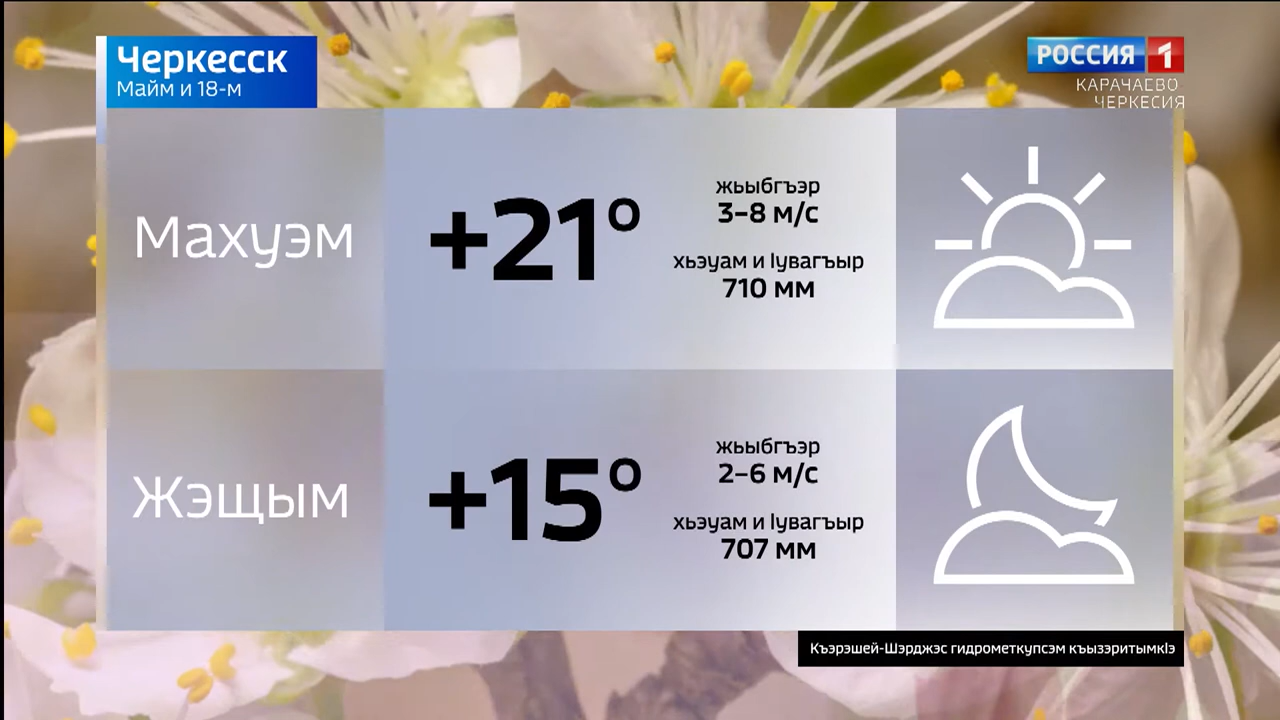 Черкесск
Майм и 18-м
РОССИЯ 1
КАРАЧАЕВО-
ЧЕРКЕСИЯ
Махуэм
+21°
жьыбгъэр
3–8 м/с
хьэуам и Iувагъыр
710 мм
Жэщым
+15°
жьыбгъэр
2–6 м/с
хьэуам и Iувагъыр
707 мм
Къэрэшей-Шэрджэс гидрометкупсэм къызэритымкIэ